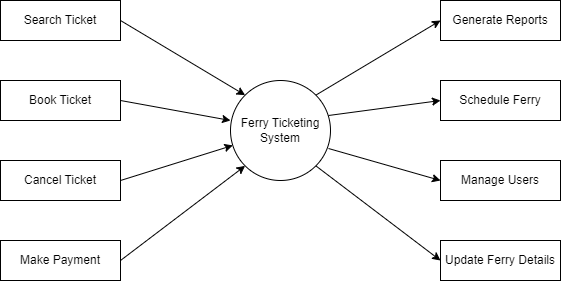 Search Ticket
Book Ticket
Cancel Ticket
Make Payment
Ferry Ticketing
System
Generate Reports
Schedule Ferry
Manage Users
Update Ferry Details